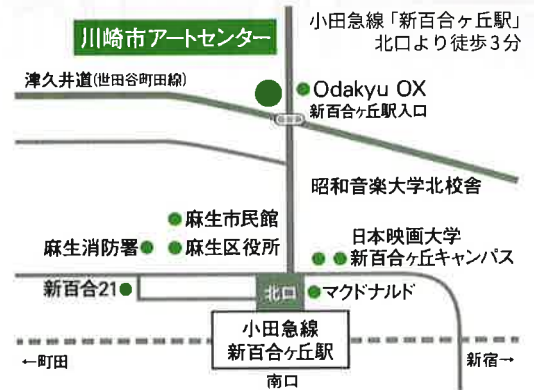 小田急線「新百合ヶ丘駅」
北口より徒歩3分
川崎市アートセンター
津久井道(世田谷町田線)
Odakyu OX
新百合ヶ丘駅入口
昭和音楽大学北校舎
麻生市民館
麻生消防署
麻生区役所
日本映画大学
新百合ヶ丘キャンパス
新百合21
北口
マクドナルド
小田急線
新百合ヶ丘駅
←町田
新宿→
南口